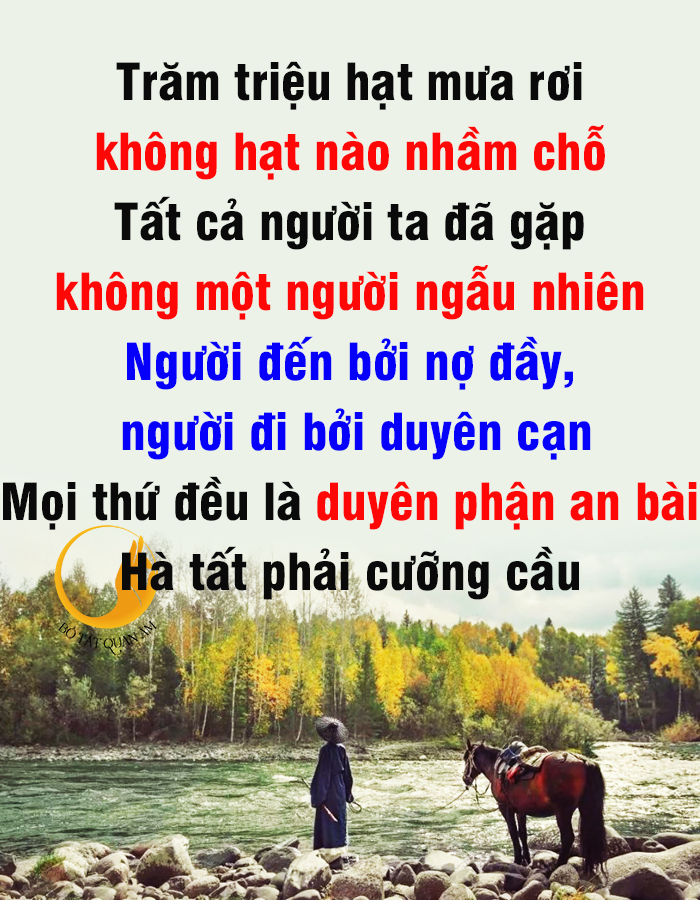 Trăm triệu hạt mưa rơi
không hạt nào nhầm chỗ
Tất cả người ta đã gặp
không một người ngẫu nhiên
Người đến bởi nợ đầy,
người đi bởi duyên cạn
Mọi thứ đều là duyên phận an bài
Hà tất phải cưỡng cầu
BỒ TÁT QUAN ÂM